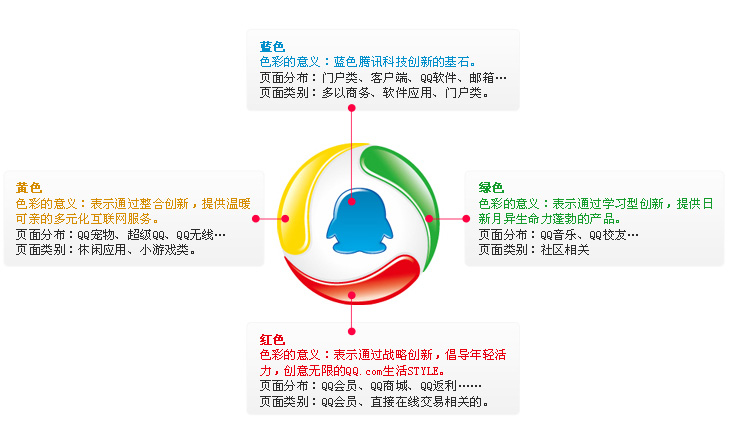 蓝色
色彩的意义：蓝色腾讯科技创新的基石。
页面分布：门户类、客户端、QQ软件、邮箱…
页面类别：多以商务、软件应用、门户类。
黄色
色彩的意义：表示通过整合创新，提供温暖
可亲的多元化互联网服务。
页面分布：QQ宠物、超级QQ、QQ无线…
页面类别：休闲应用、小游戏类。
绿色
色彩的意义：表示通过学习型创新，提供日
新月异生命力蓬勃的产品。
页面分布：QQ音乐、QQ校友…
页面类别：社区相关
红色
色彩的意义：表示通过战略创新，倡导年轻活
力，创意无限的QQ.com生活STYLE。
页面分布：QQ会员、QQ商城、QQ返利……
页面类别：QQ会员、直接在线交易相关的。